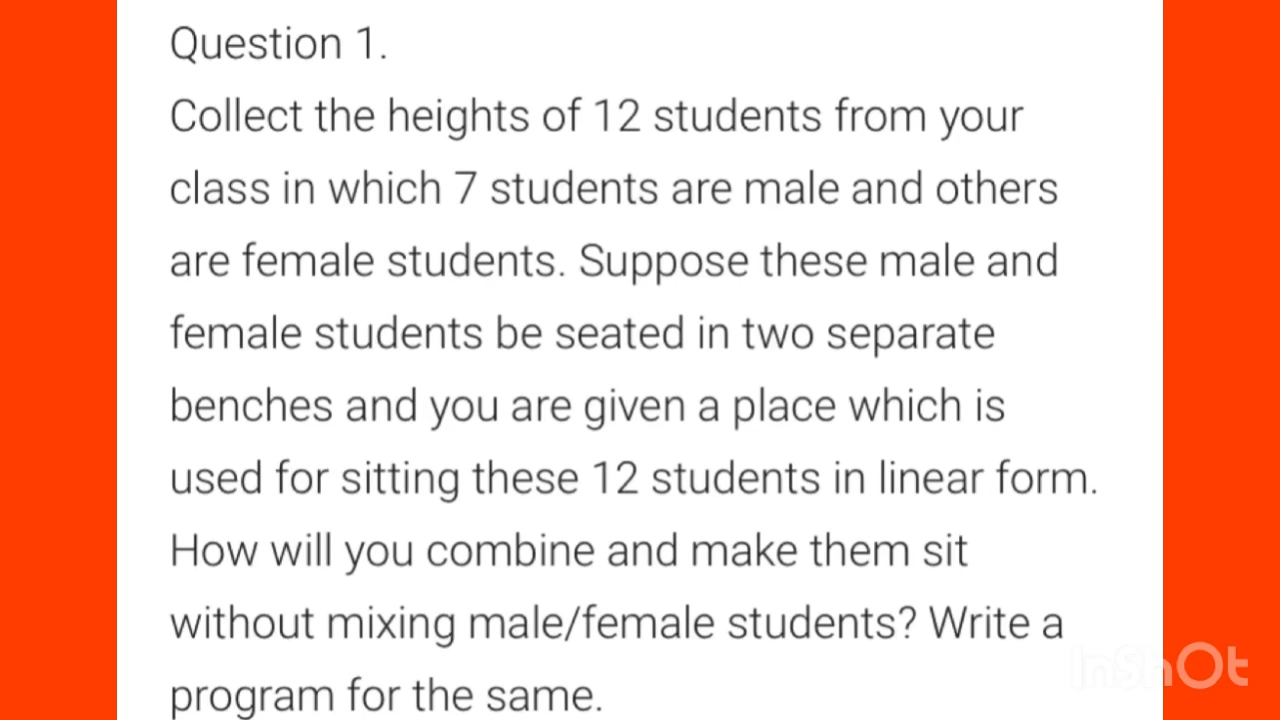 Question 1.
Collect the heights of 12 students from your
class in which 7 students are male and others
are female students. Suppose these male and
female students be seated in two separate
benches and you are given a place which is
used for sitting these 12 students in linear form.
How will you combine and make them sit
without mixing male/female students? Write a
program for the same.
InShOt